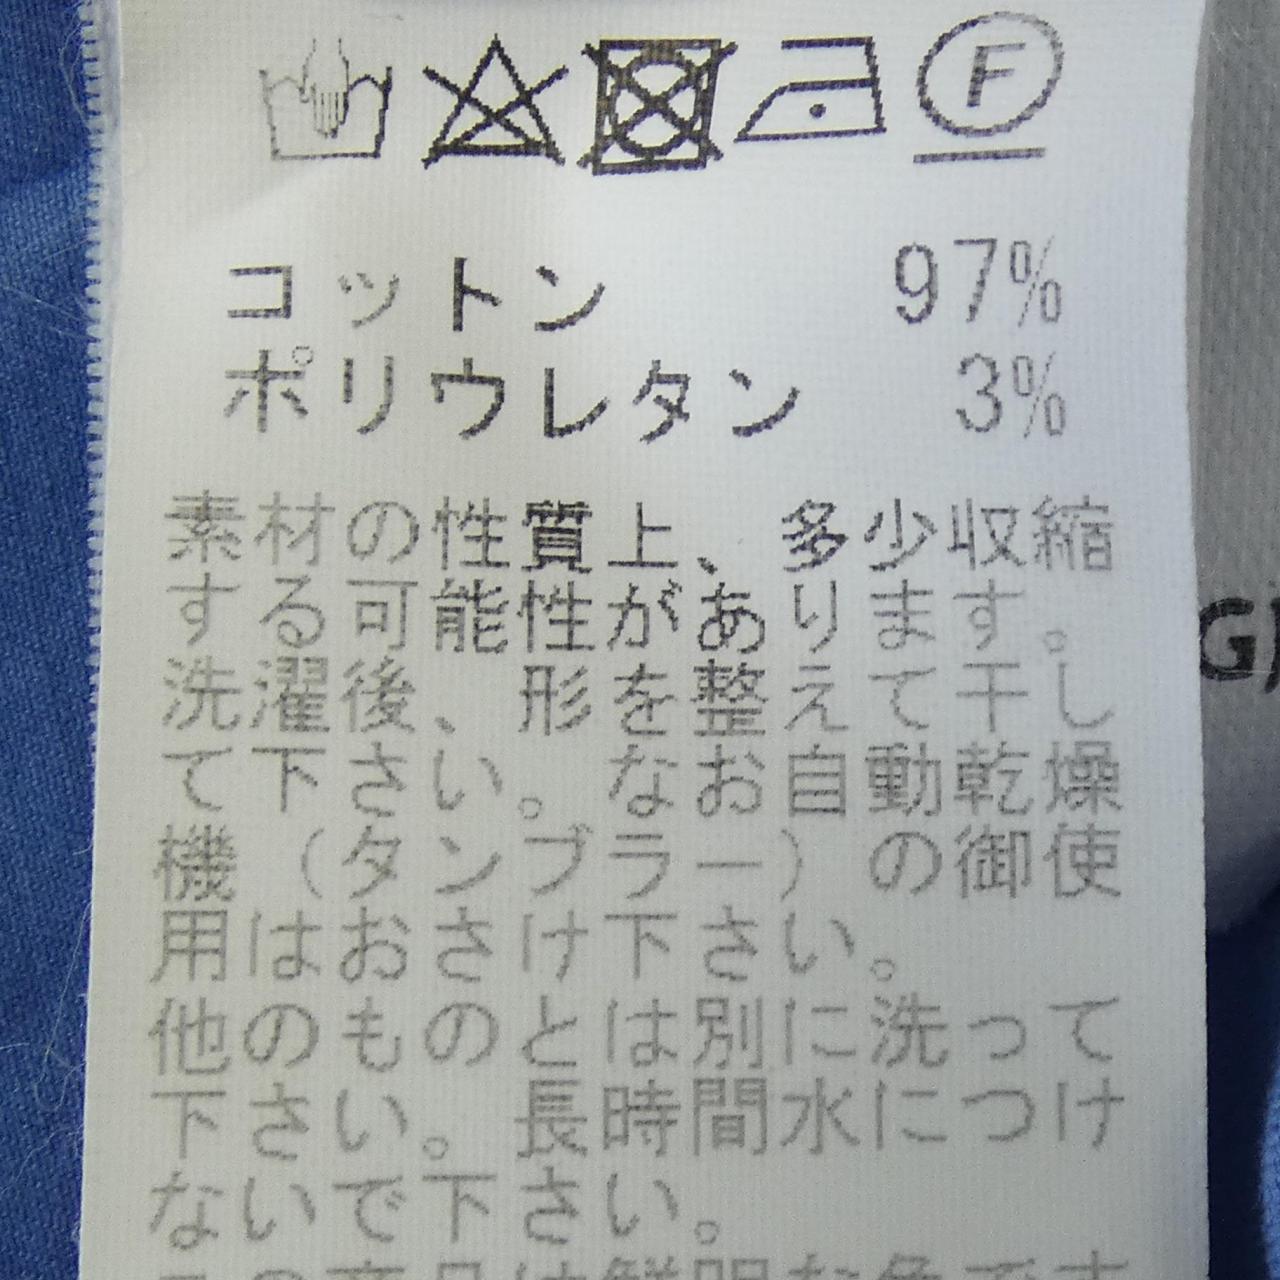 F
コットン 97%
ポリウレタン 3%
素材の性質上、多少収縮
する可能性があります。
洗濯後、形を整えて干し
て下さい。なお自動乾燥
機（タンブラー）の御使
用はおさけ下さい。
他のものとは別に洗って
下さい。長時間水につけ
ないで下さい。